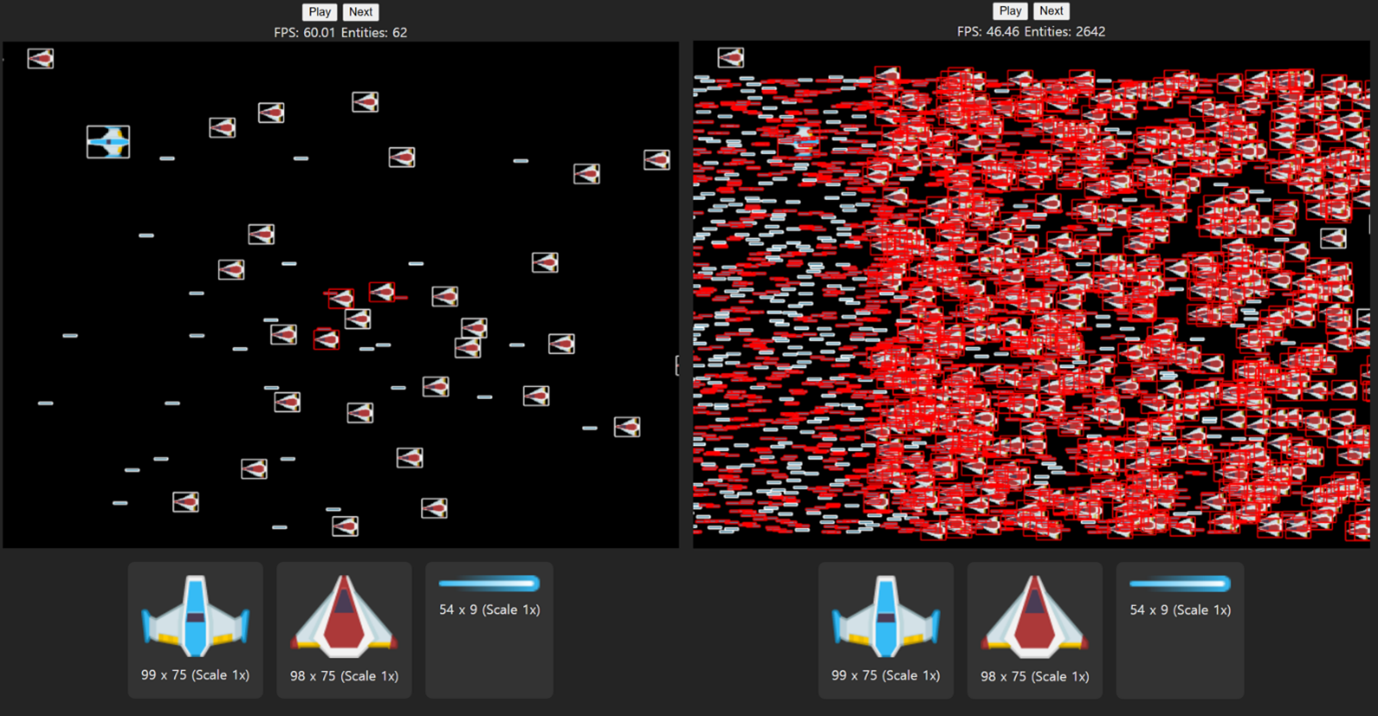 Play Next
FPS: 60.01 Entities: 62
99 x 75 (Scale 1x)
98 x 75 (Scale 1x)
54 x 9 (Scale 1x)
Play Next
FPS: 46.46 Entities: 2642
99 x 75 (Scale 1x)
98 x 75 (Scale 1x)
54 x 9 (Scale 1x)